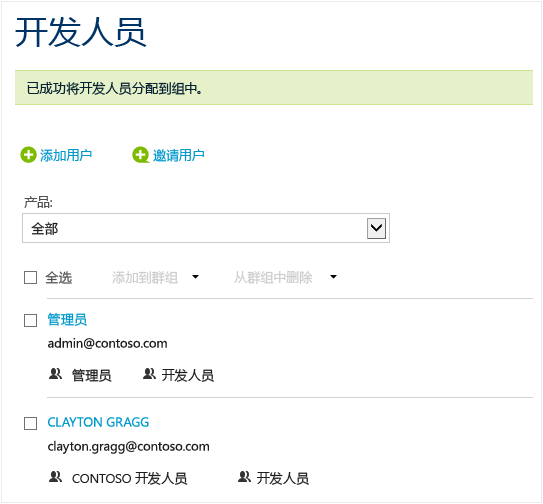 开发人员
已成功将开发人员分配到组中。
添加用户 邀请用户
产品:
全部
全选 添加到群组 从群组中删除
管理员
admin@contoso.com
管理员 开发人员
CLAYTON GRAGG
clayton.gragg@contoso.com
CONTOSO 开发人员 开发人员